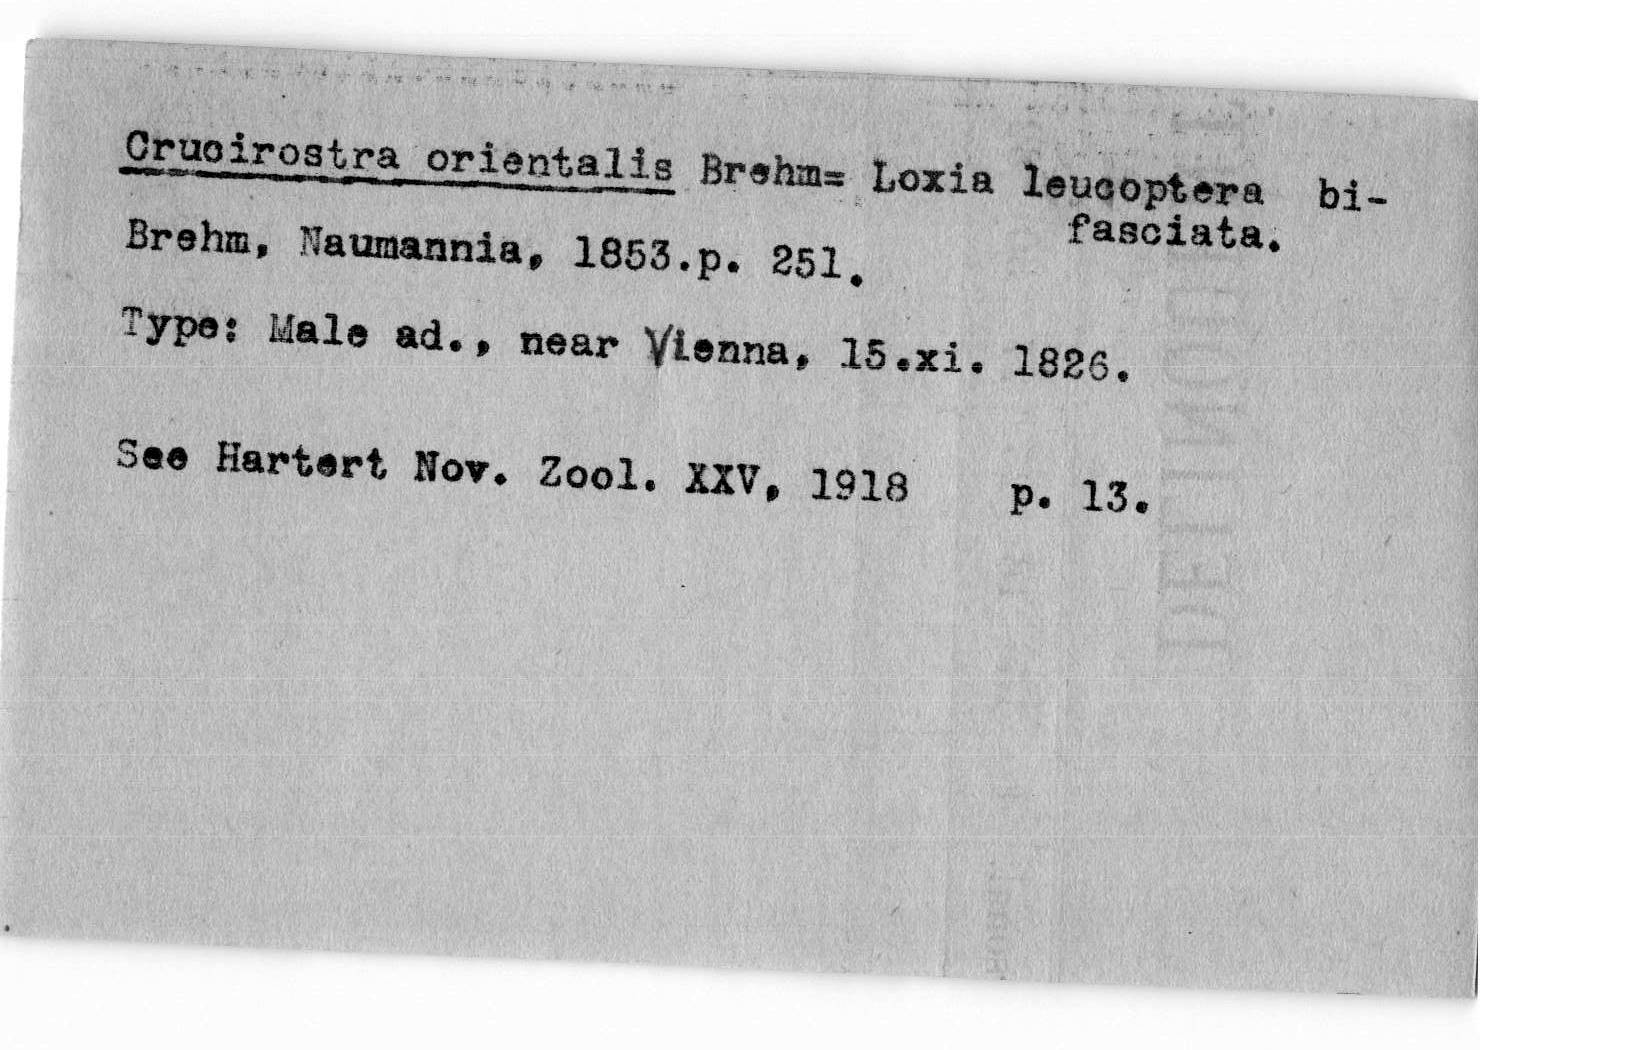 Crucirostra orientalis Brehm= Loxia leucoptera bi-
fasciata.
Brehm, Naumannia, 1853.p. 251.
Type: Male ad., near Vienna, 15.xi. 1826.
See Hartert Nov. Zool. XXV, 1918 p. 13.